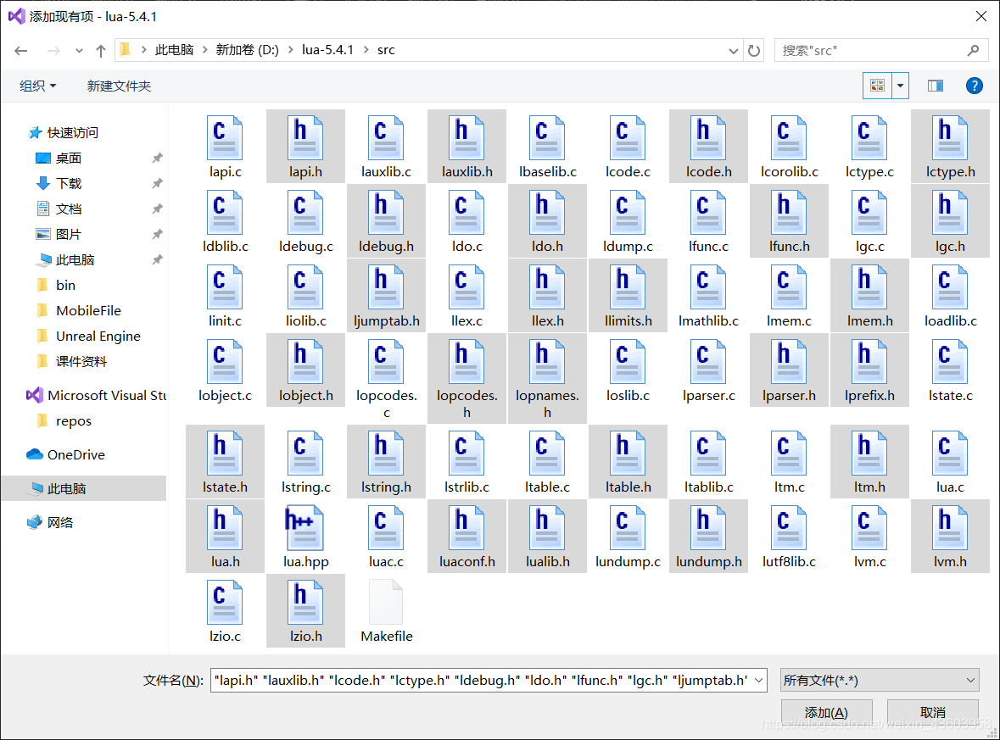 添加现有项 - lua-5.4.1
此电脑 > 新加卷 (D:) > lua-5.4.1 > src
搜索"src"
组织
新建文件夹
快速访问
桌面
下载
文档
图片
此电脑
bin
MobileFile
Unreal Engine
课件资料
Microsoft Visual Stu
repos
OneDrive
此电脑
网络
lapi.c lapi.h lauxlib.c lauxlib.h lbaselib.c lcode.c lcode.h lcorolib.c lctype.c lctype.h
ldblib.c ldebug.c ldebug.h ldo.c ldo.h ldump.c lfunc.c lfunc.h lgc.c lgc.h
linit.c liolib.c ljumptab.h llex.c llex.h llimits.h lmathlib.c lmem.c lmem.h loadlib.c
lobject.c lobject.h lopcodes.c lopcodes.h lopnames.h loslib.c lparser.c lparser.h lprefix.h lstate.c
lstate.h lstring.c lstring.h lstrlib.c ltable.c ltable.h ltablib.c ltm.c ltm.h lua.c
lua.h lua.hpp luac.c luaconf.h lualib.h lundump.c lundump.h lutf8lib.c lvm.c lvm.h
lzio.c lzio.h Makefile
文件名(N): "lapi.h" "lauxlib.h" "lcode.h" "lctype.h" "ldebug.h" "ldo.h" "lfunc.h" "lgc.h" "ljumptab.h'
所有文件(*.*)
添加(A)
取消
https://blog.csdn.net/weixin_43603958